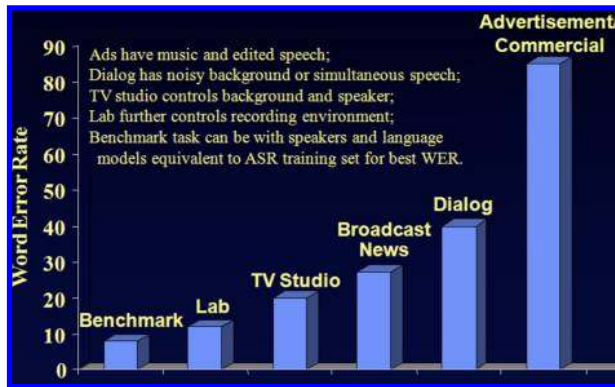 Advertisement/
Commercial
Ads have music and edited speech;
Dialog has noisy background or simultaneous speech;
TV studio controls background and speaker;
Lab further controls recording environment;
Benchmark task can be with speakers and language
models equivalent to ASR training set for best WER.
Word Error Rate
90
80
70
60
50
40
30
20
10
0
Benchmark
Lab
TV Studio
Broadcast
News
Dialog